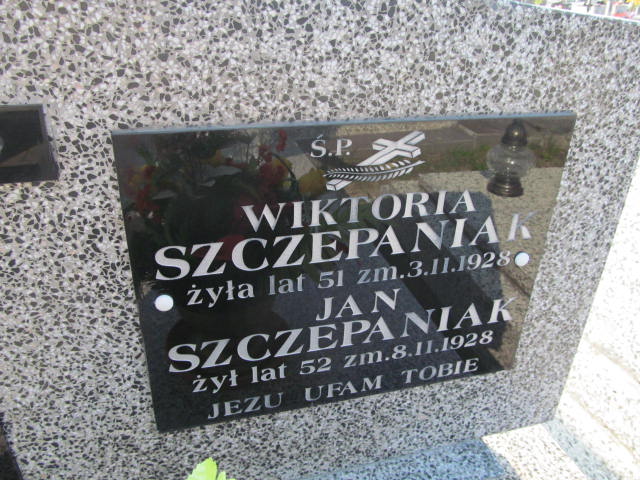 Ś.P.
WIKTORIA
SZCZEPANIAK
żyła lat 51 zm.3.11.1928
JAN
SZCZEPANIAK
żył lat 52 zm.8.11.1928
JEZU UFAM TOBIE